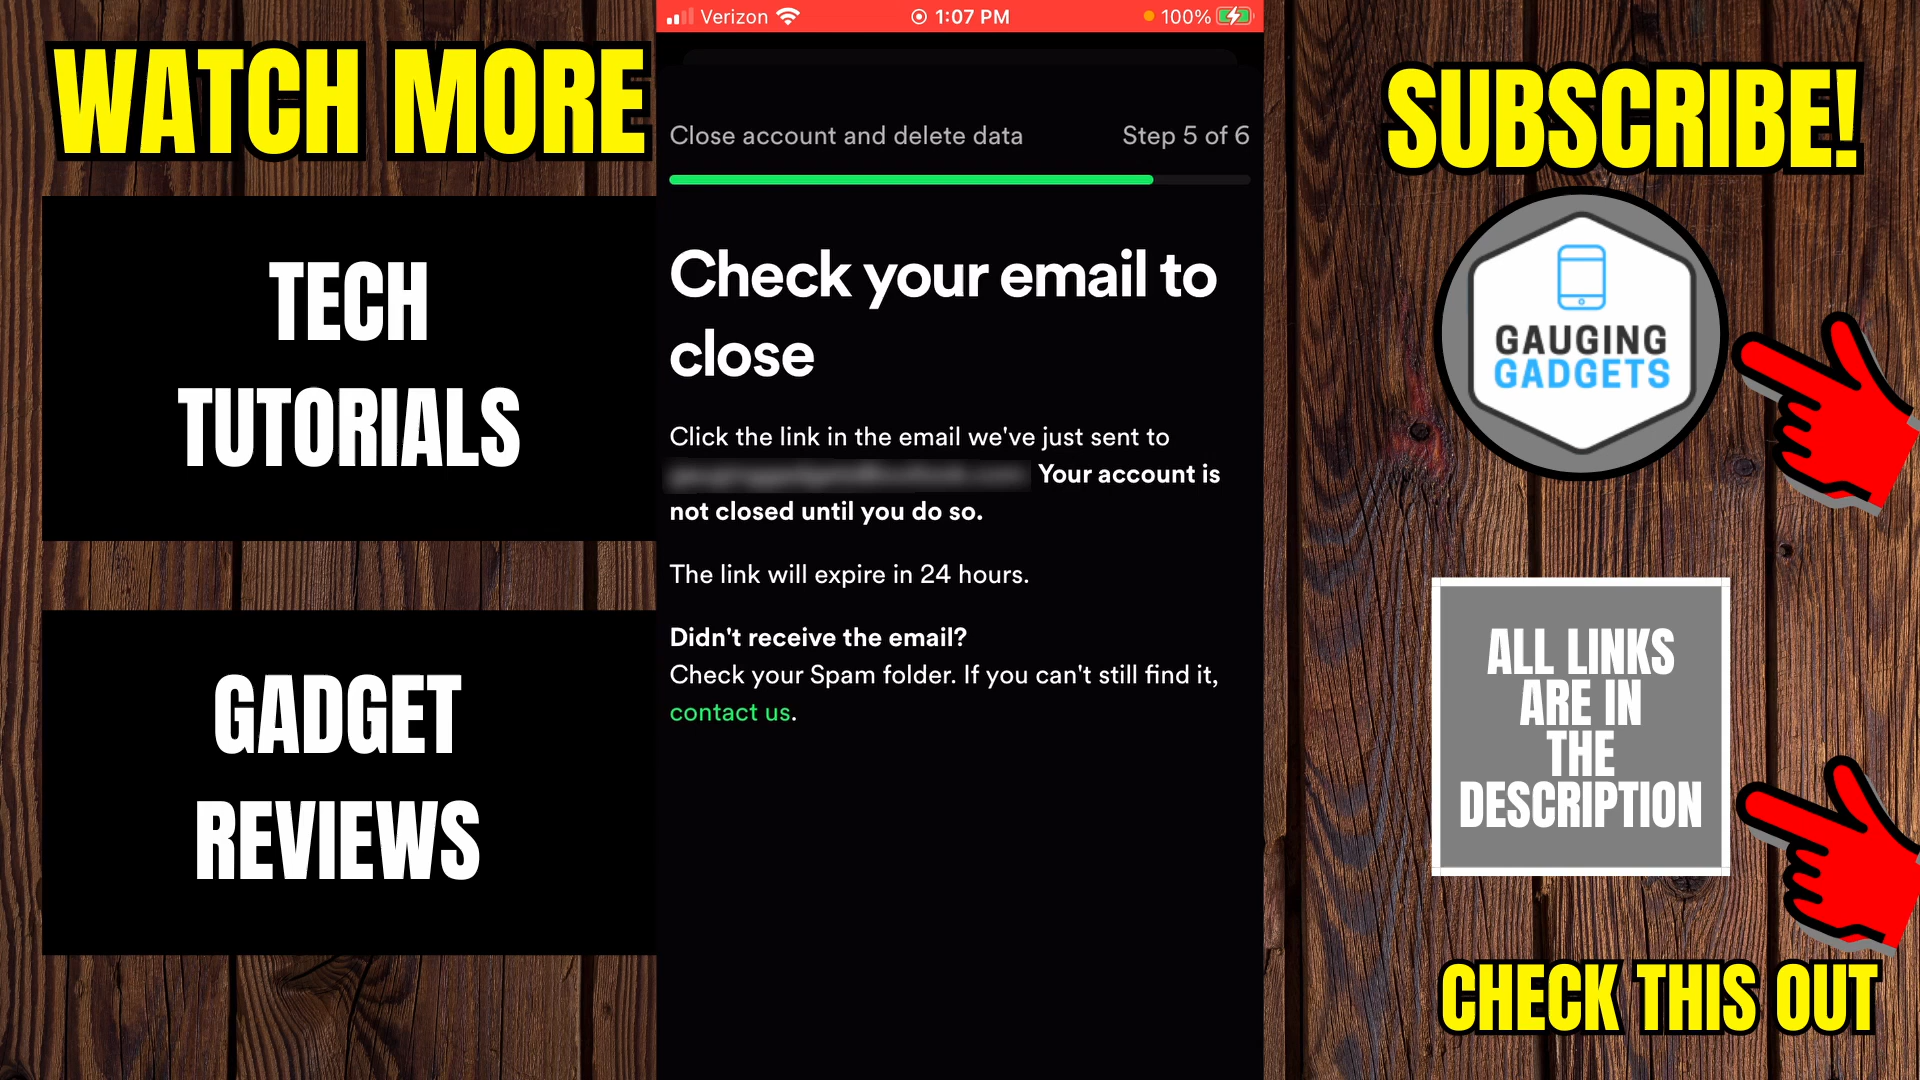 WATCH MORE
TECH
TUTORIALS
GADGET
REVIEWS
Verizon
1:07 PM
100%
Close account and delete data
Step 5 of 6
Check your email to
close
Click the link in the email we've just sent to
Your account is
not closed until you do so.
The link will expire in 24 hours.
Didn't receive the email?
Check your Spam folder. If you can't still find it,
contact us.
SUBSCRIBE!
GAUGING
GADGETS
ALL LINKS
ARE IN
THE
DESCRIPTION
CHECK THIS OUT